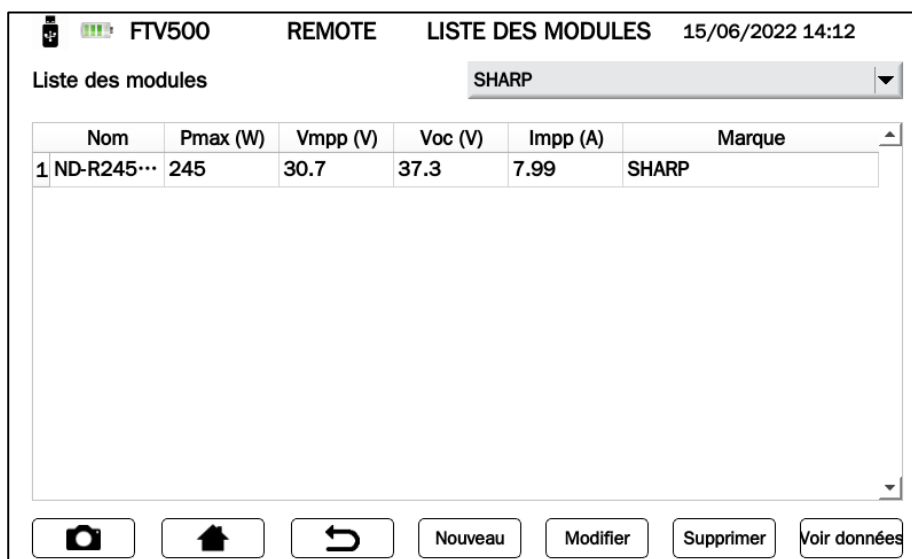 FTV500 REMOTE LISTE DES MODULES 15/06/2022 14:12
Liste des modules SHARP
Nom Pmax (W) Vmpp (V) Voc (V) Impp (A) Marque
1 ND-R245⋯ 245 30.7 37.3 7.99 SHARP
Nouveau Modifier Supprimer Voir données